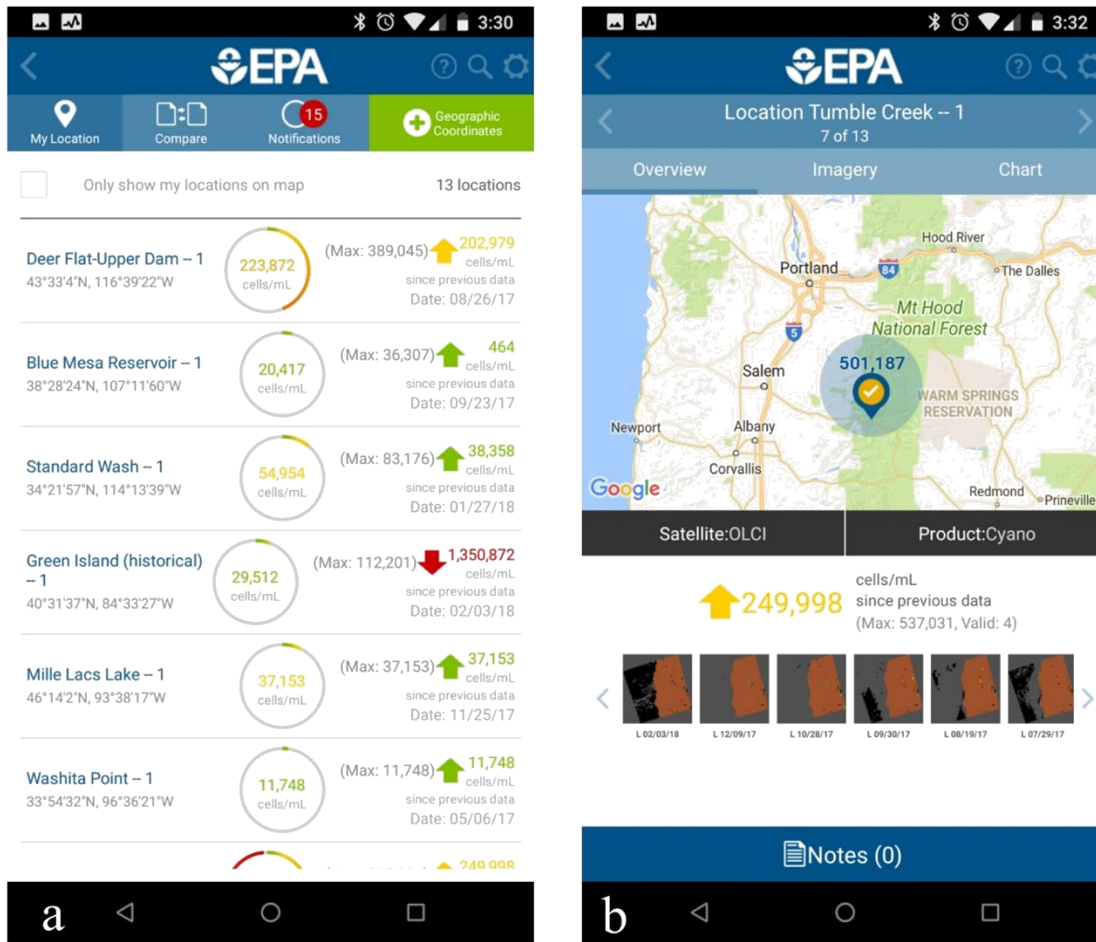 3:30
EPA
My Location
Compare
15
Notifications
Geographic
Coordinates
Only show my locations on map
13 locations
Deer Flat-Upper Dam -- 1
43°33'4"N, 116°39'22"W
223,872
cells/mL
(Max: 389,045)
202,979
cells/mL
since previous data
Date: 08/26/17
Blue Mesa Reservoir -- 1
38°28'24"N, 107°11'60"W
20,417
cells/mL
(Max: 36,307)
464
cells/mL
since previous data
Date: 09/23/17
Standard Wash -- 1
34°21'57"N, 114°13'39"W
54,954
cells/mL
(Max: 83,176)
38,358
cells/mL
since previous data
Date: 01/27/18
Green Island (historical)
-- 1
40°31'37"N, 84°33'27"W
29,512
cells/mL
(Max: 112,201)
1,350,872
cells/mL
since previous data
Date: 02/03/18
Mille Lacs Lake -- 1
46°14'2"N, 93°38'17"W
37,153
cells/mL
(Max: 37,153)
37,153
cells/mL
since previous data
Date: 11/25/17
Washita Point -- 1
33°54'32"N, 96°36'21"W
11,748
cells/mL
(Max: 11,748)
11,748
cells/mL
since previous data
Date: 05/06/17
249,998
a
3:32
EPA
Location Tumble Creek -- 1
7 of 13
Overview
Imagery
Chart
Hood River
Portland
84
The Dalles
Mt Hood
National Forest
5
501,187
Salem
WARM SPRINGS
RESERVATION
Newport
Albany
Corvallis
Google
Redmond
Prineville
Satellite:OLCI
Product:Cyano
249,998
cells/mL
since previous data
(Max: 537,031, Valid: 4)
L 02/03/18
L 12/09/17
L 10/28/17
L 09/30/17
L 08/19/17
L 07/29/17
Notes (0)
b